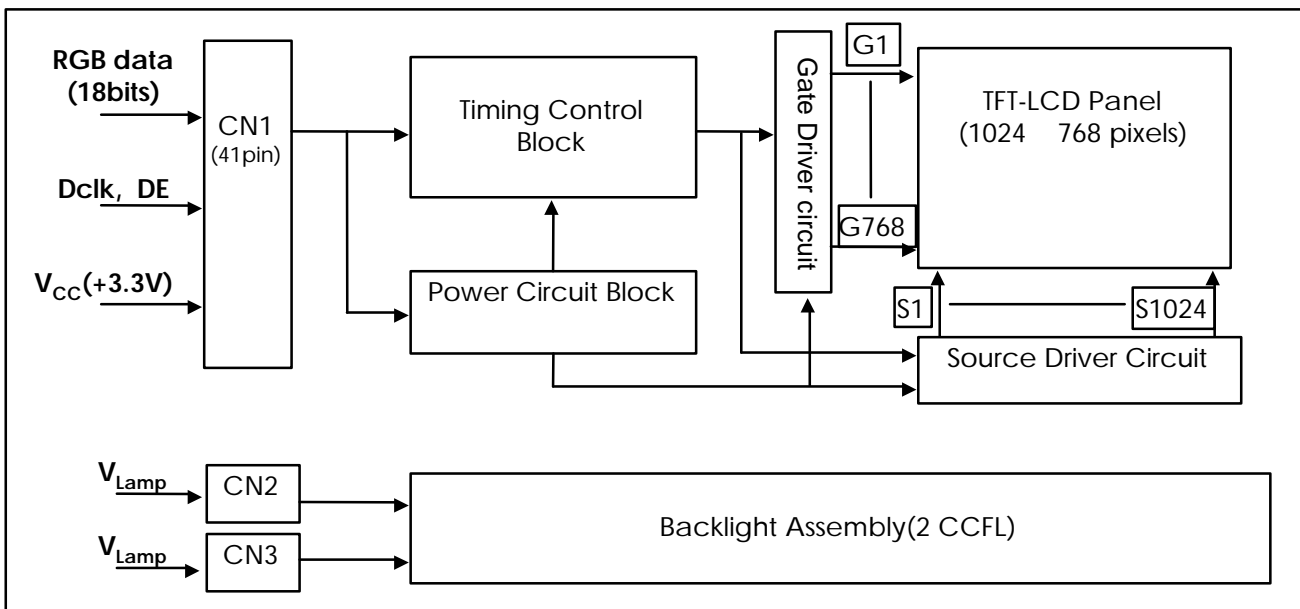 RGB data
(18bits)
Dclk, DE
VCC(+3.3V)
CN1
(41pin)
Timing Control
Block
Power Circuit Block
Gate Driver circuit
G1
G768
TFT-LCD Panel
(1024 768 pixels)
S1
S1024
Source Driver Circuit
VLamp
CN2
VLamp
CN3
Backlight Assembly(2 CCFL)